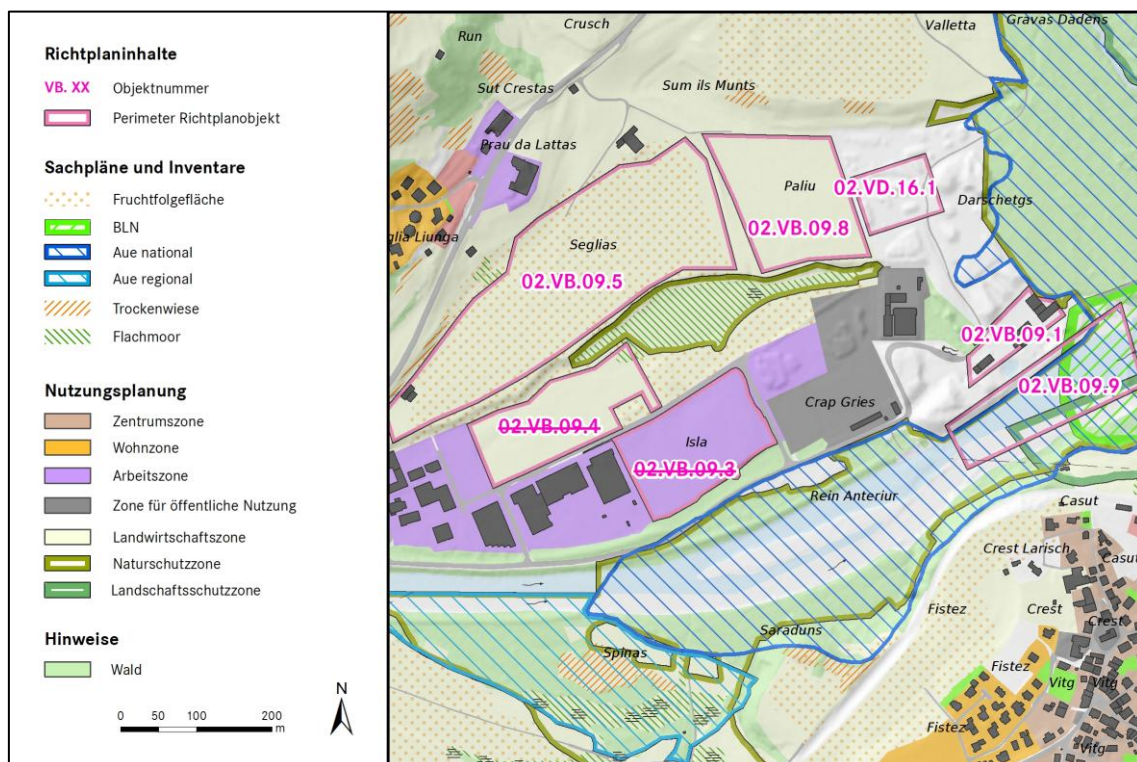 Richtplaninhalte
VB. XX Objektnummer
Perimeter Richtplanobjekt
Sachpläne und Inventare
Fruchtfolgefläche
BLN
Aue national
Aue regional
Trockenwiese
Flachmoor
Nutzungsplanung
Zentrumszone
Wohnzone
Arbeitszone
Zone für öffentliche Nutzung
Landwirtschaftszone
Naturschutzzone
Landschaftsschutzzone
Hinweise
Wald
N
0 50 100 200
m
Crusch
Valletta
Gravas Dadens
Run
Sut Crestas
Sum ils Munts
Prau da Lattas
Paliu
02.VD.16.1
Darschetgs
02.VB.09.8
glia Liunga
Seglias
02.VB.09.5
02.VB.09.1
02.VB.09.9
Crap Gries
02.VB.09.4
Isla
02.VB.09.3
Rein Anteriur
Casut
Crest Larisch
Casut
Fistez
Crest
Crest
Saraduns
Spinas
Fistez
Vitg
Vitg
Fistez
Vitg